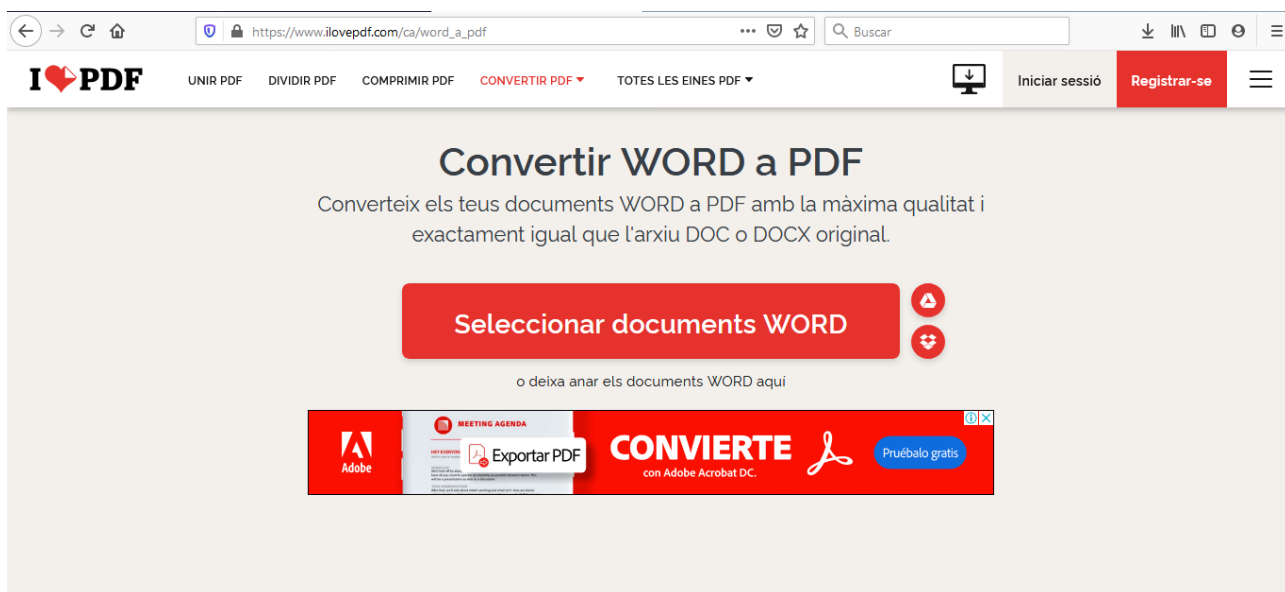 https://www.ilovepdf.com/ca/word_a_pdf
Buscar
I PDF
UNIR PDF
DIVIDIR PDF
COMPRIMIR PDF
CONVERTIR PDF
TOTES LES EINES PDF
Iniciar sessió
Registrar-se
Convertir WORD a PDF
Converteix els teus documents WORD a PDF amb la màxima qualitat i
exactament igual que l'arxiu DOC o DOCX original.
Seleccionar documents WORD
o deixa anar els documents WORD aquí
Adobe
MEETING AGENDA
Exportar PDF
CONVIERTE
con Adobe Acrobat DC.
Pruébalo gratis